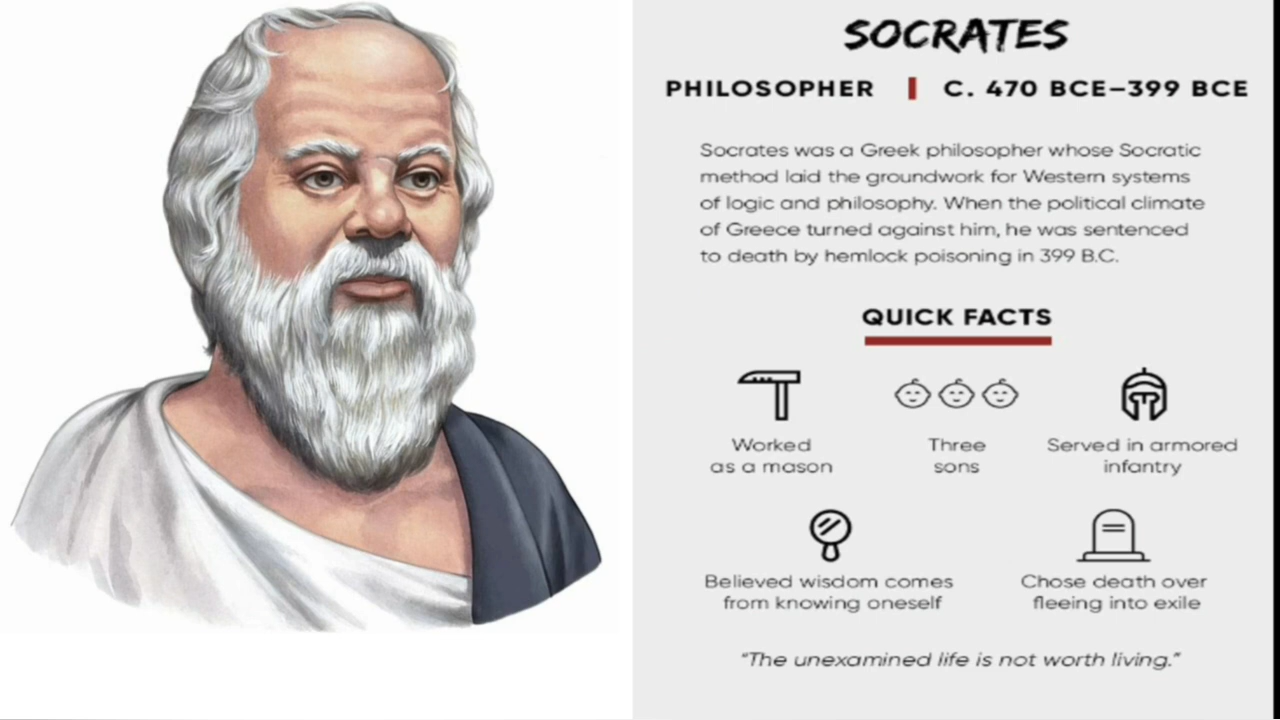 SOCRATES
PHILOSOPHER | C. 470 BCE–399 BCE
Socrates was a Greek philosopher whose Socratic
method laid the groundwork for Western systems
of logic and philosophy. When the political climate
of Greece turned against him, he was sentenced
to death by hemlock poisoning in 399 B.C.
QUICK FACTS
Worked
as a mason
Three
sons
Served in armored
infantry
Believed wisdom comes
from knowing oneself
Chose death over
fleeing into exile
“The unexamined life is not worth living.”